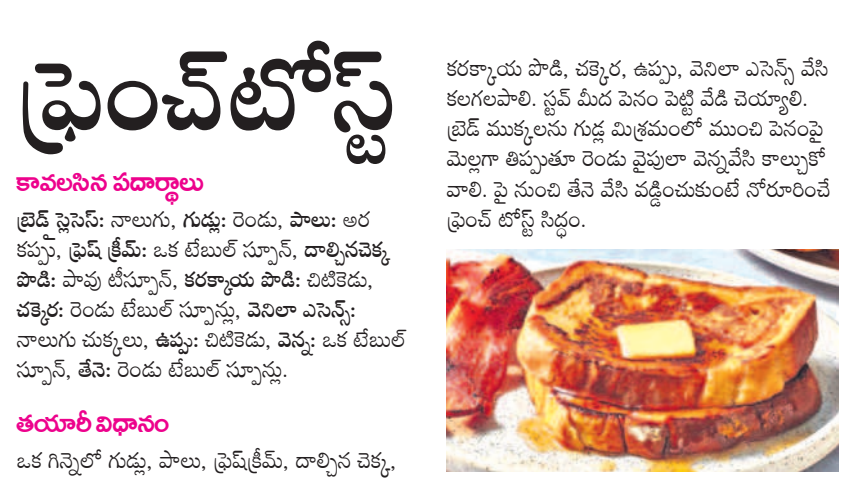 ఫ్రెంచ్‌టోస్ట్
కావలసిన పదార్థాలు
బ్రెడ్ స్లైసెస్: నాలుగు, గుడ్లు: రెండు, పాలు: అర
కప్పు, ఫ్రెష్ క్రీమ్: ఒక టేబుల్ స్పూన్, దాల్చినచెక్క
పొడి: పావు టీస్పూన్, కరక్కాయ పొడి: చిటికెడు,
చక్కెర: రెండు టేబుల్ స్పూన్లు, వెనిలా ఎసెన్స్:
నాలుగు చుక్కలు, ఉప్పు: చిటికెడు, వెన్న: ఒక టేబుల్
స్పూన్, తేనె: రెండు టేబుల్ స్పూన్లు.
తయారీ విధానం
ఒక గిన్నెలో గుడ్లు, పాలు, ఫ్రెష్‌క్రీమ్, దాల్చిన చెక్క,
కరక్కాయ పొడి, చక్కెర, ఉప్పు, వెనిలా ఎసెన్స్ వేసి
కలగలపాలి. స్టవ్ మీద పెనం పెట్టి వేడి చెయ్యాలి.
బ్రెడ్ ముక్కలను గుడ్ల మిశ్రమంలో ముంచి పెనంపై
మెల్లగా తిప్పుతూ రెండు వైపులా వెన్నవేసి కాల్చుకో
వాలి. పై నుంచి తేనె వేసి వడ్డించుకుంటే నోరూరించే
ఫ్రెంచ్ టోస్ట్ సిద్ధం.